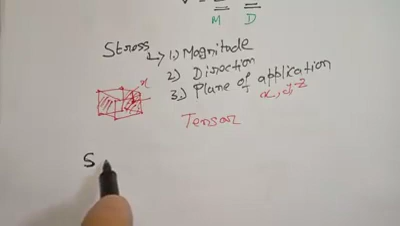 M D
Stress → 1.) Magnitude
2) Direction
3.) Plane of application
x
x, y, z
Tensor
S